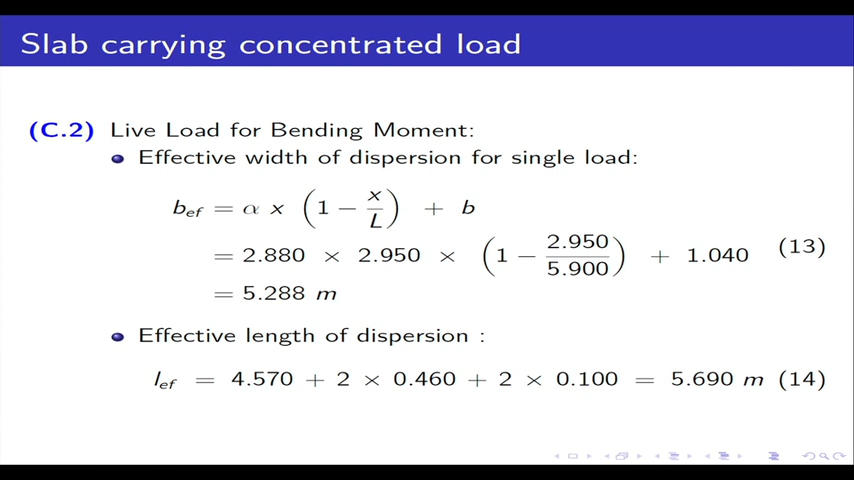 Slab carrying concentrated load
(C.2) Live Load for Bending Moment:
Effective width of dispersion for single load:
b_ef = α x (1 − x/L) + b
= 2.880 × 2.950 × (1 − 2.950/5.900) + 1.040 (13)
= 5.288 m
Effective length of dispersion :
l_ef = 4.570 + 2 × 0.460 + 2 × 0.100 = 5.690 m (14)